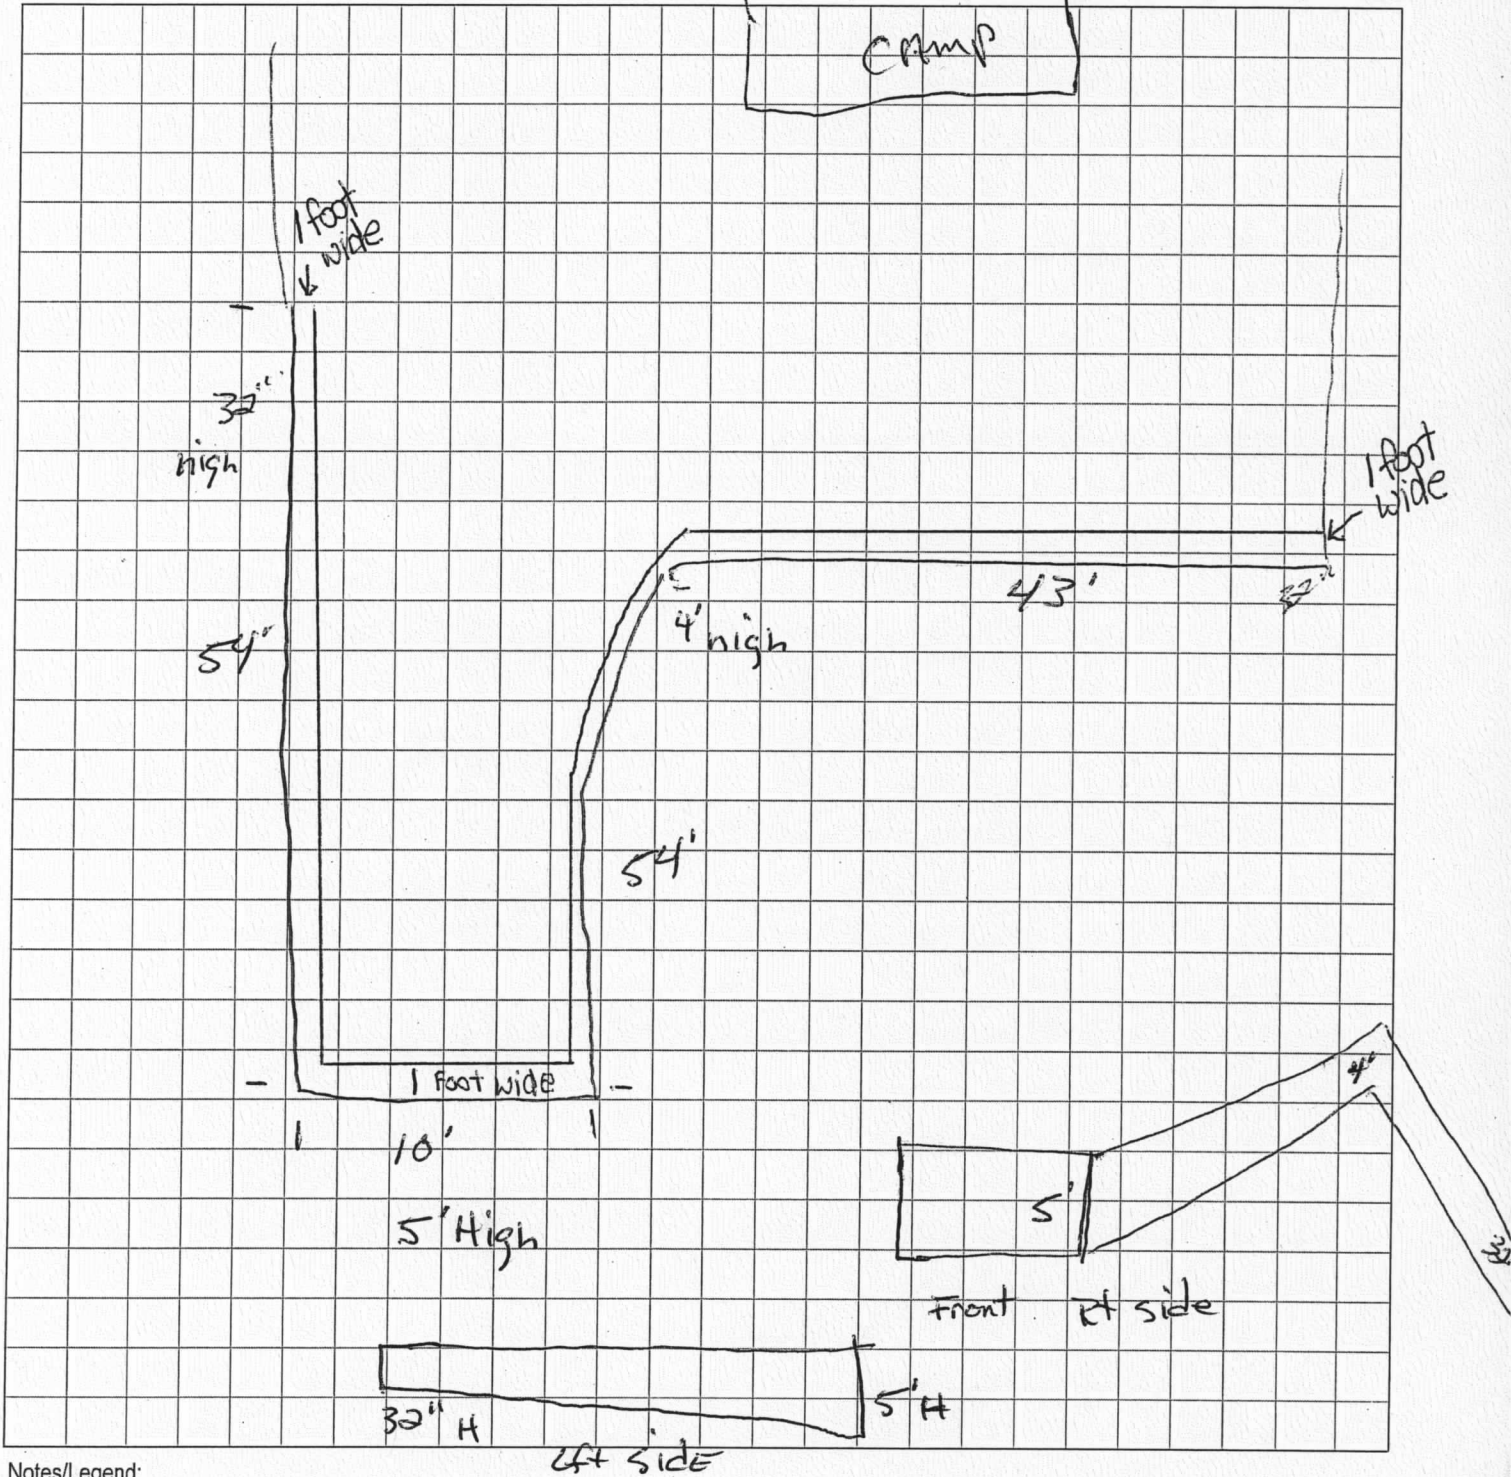 CAMP
1 foot
wide
32"
high
1 foot
wide
43'
32"
4' high
54'
54'
1 Foot wide
10'
4'
5' High
5'
Front Rt side
5'H
32" H
Lft Side
Notes/Legend: